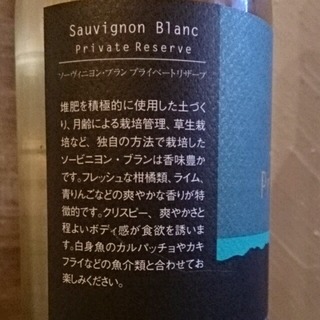 Sauvignon Blanc
Private Reserve
ソーヴィニヨン・ブラン プライベートリザーブ
堆肥を積極的に使用した土づく
り、月齢による栽培管理、草生栽
培など、独自の方法で栽培した
ソービニヨン・ブランは香味豊か
です。フレッシュな柑橘類、ライム、
青りんごなどの爽やかな香りが特
徴的です。クリスピー、爽やかさと
程よいボディ感が食欲を誘いま
す。白身魚のカルパッチョやカキ
フライなどの魚介類と合わせてお
楽しみください。